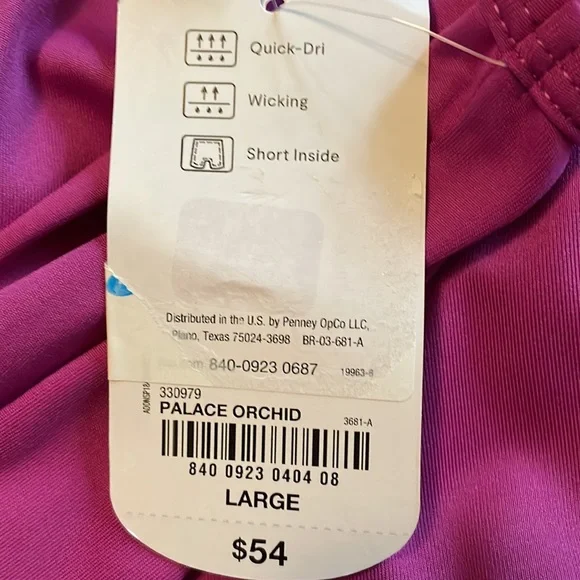 Quick-Dri
Wicking
Short Inside
Distributed in the U.S. by Penney OpCo LLC,
Plano, Texas 75024-3698 BR-03-681-A
840-0923 0687 19963-8
330979
PALACE ORCHID 3681-A
840 0923 0404 08
LARGE
$54